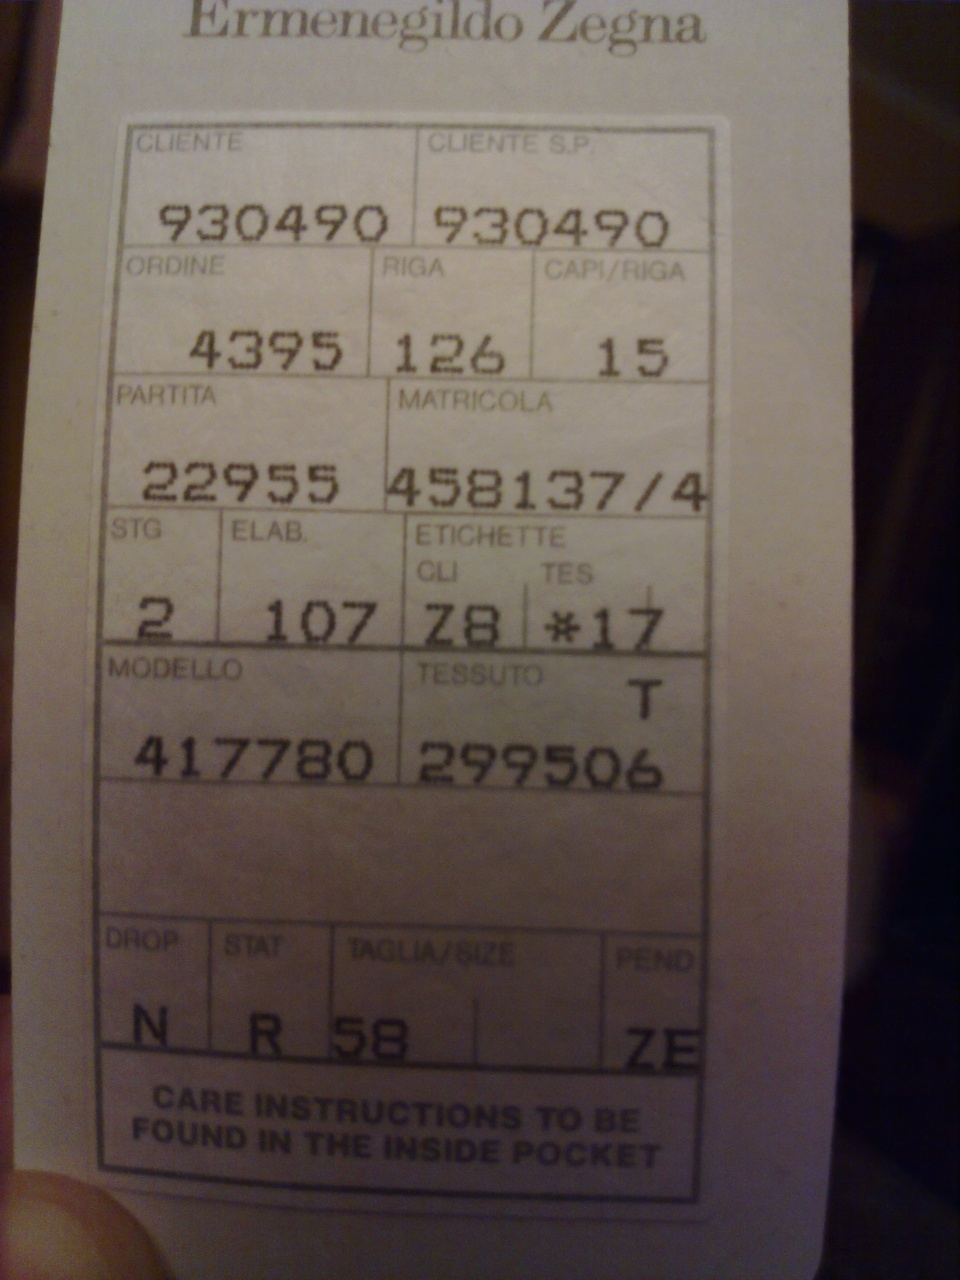 Ermenegildo Zegna
CLIENTE CLIENTE S.P.
930490 930490
ORDINE RIGA CAPI/RIGA
4395 126 15
PARTITA MATRICOLA
22955 458137/4
STG ELAB. ETICHETTE
CLI TES
2 107 Z8 *17
MODELLO TESSUTO T
417780 299506
DROP STAT TAGLIA/SIZE PEND
N R 58 ZE
CARE INSTRUCTIONS TO BE
FOUND IN THE INSIDE POCKET